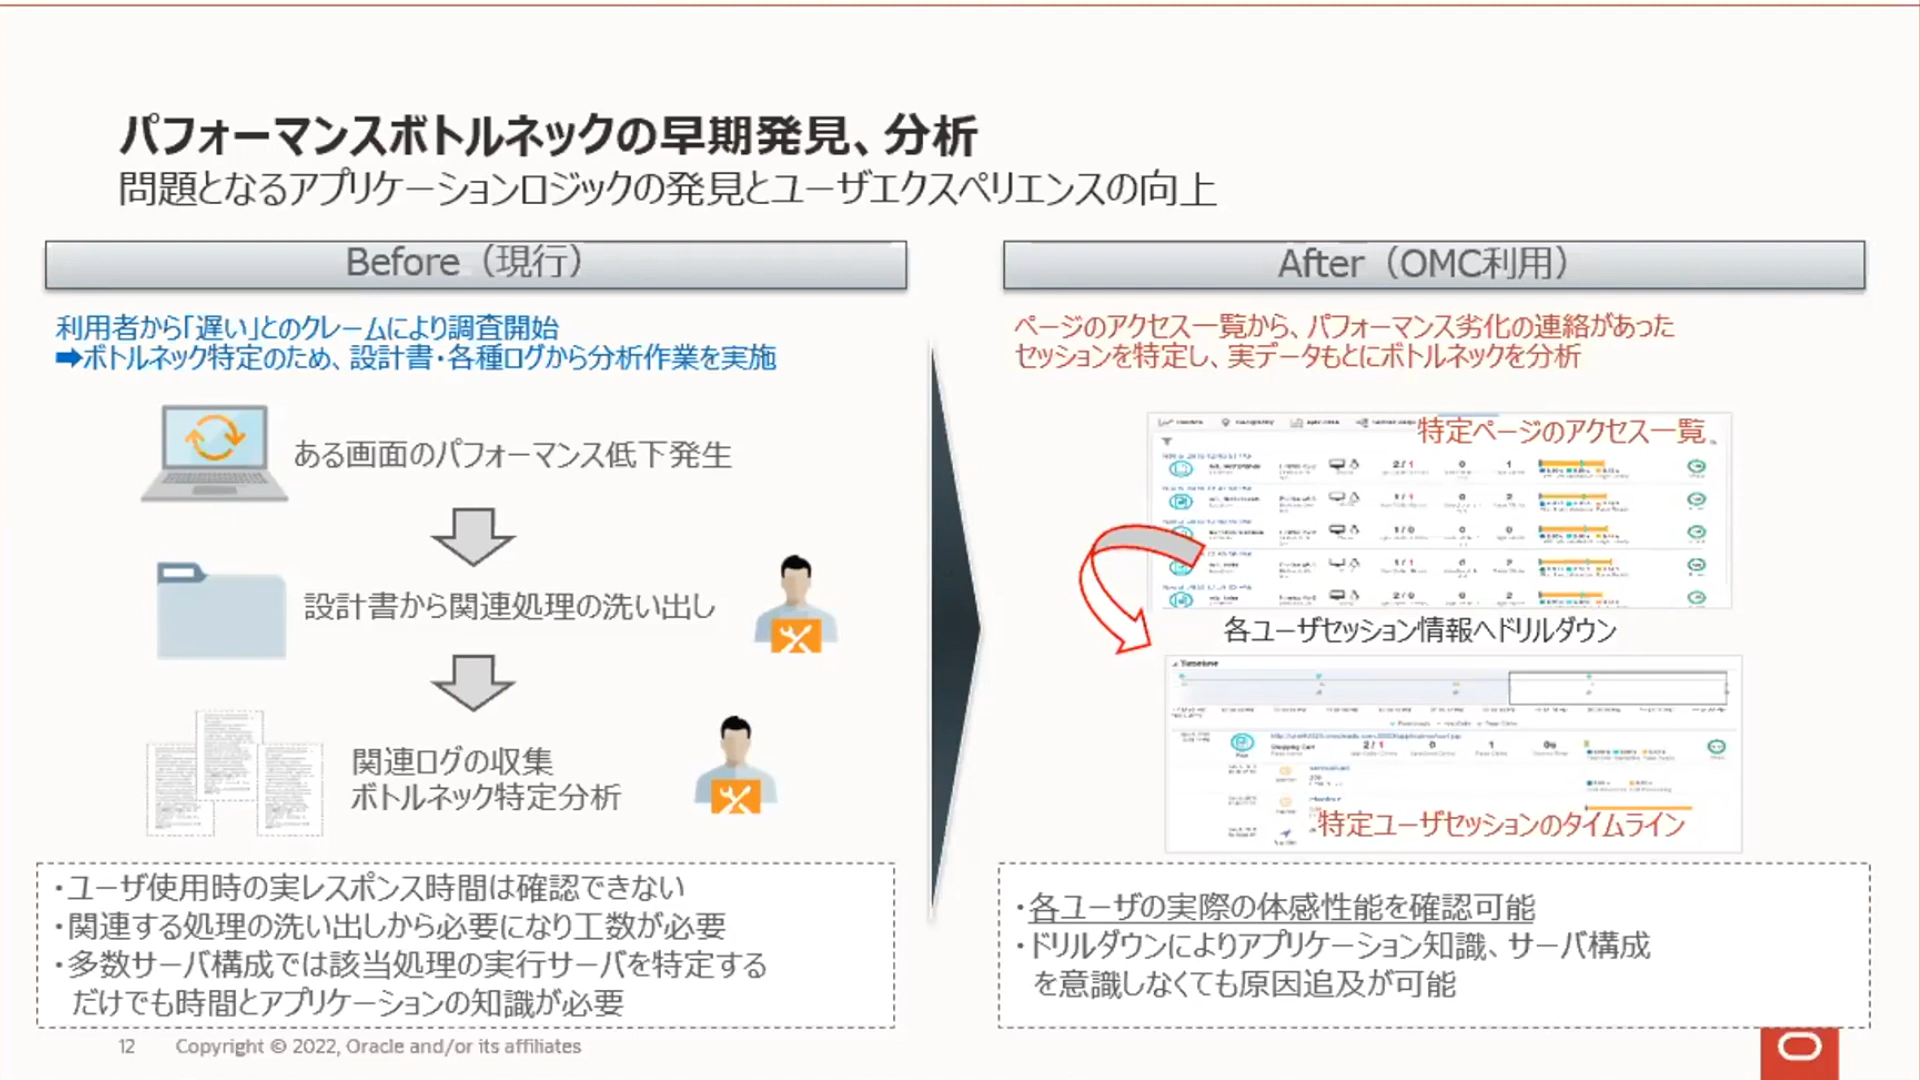 パフォーマンスボトルネックの早期発見、分析
問題となるアプリケーションロジックの発見とユーザエクスペリエンスの向上
Before（現行）
利用者から「遅い」とのクレームにより調査開始
➡ボトルネック特定のため、設計書・各種ログから分析作業を実施
ある画面のパフォーマンス低下発生
設計書から関連処理の洗い出し
関連ログの収集
ボトルネック特定分析
・ユーザ使用時の実レスポンス時間は確認できない
・関連する処理の洗い出しから必要になり工数が必要
・多数サーバ構成では該当処理の実行サーバを特定する
だけでも時間とアプリケーションの知識が必要
After（OMC利用）
ページのアクセス一覧から、パフォーマンス劣化の連絡があった
セッションを特定し、実データもとにボトルネックを分析
特定ページのアクセス一覧
各ユーザセッション情報へドリルダウン
Timeline
Shopping Cart
特定ユーザセッションのタイムライン
・各ユーザの実際の体感性能を確認可能
・ドリルダウンによりアプリケーション知識、サーバ構成
を意識しなくても原因追及が可能
12
Copyright © 2022, Oracle and/or its affiliates